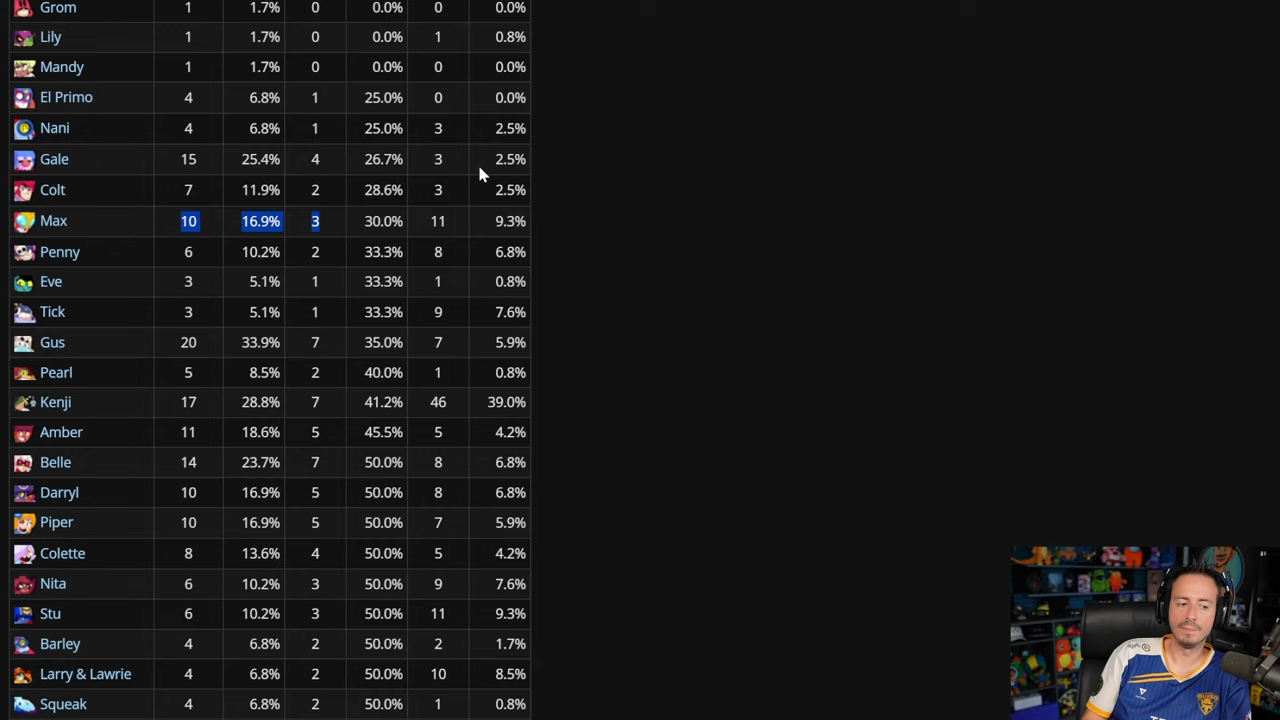 Grom 1 1.7% 0 0.0% 0 0.0%
Lily 1 1.7% 0 0.0% 1 0.8%
Mandy 1 1.7% 0 0.0% 0 0.0%
El Primo 4 6.8% 1 25.0% 0 0.0%
Nani 4 6.8% 1 25.0% 3 2.5%
Gale 15 25.4% 4 26.7% 3 2.5%
Colt 7 11.9% 2 28.6% 3 2.5%
Max 10 16.9% 3 30.0% 11 9.3%
Penny 6 10.2% 2 33.3% 8 6.8%
Eve 3 5.1% 1 33.3% 1 0.8%
Tick 3 5.1% 1 33.3% 9 7.6%
Gus 20 33.9% 7 35.0% 7 5.9%
Pearl 5 8.5% 2 40.0% 1 0.8%
Kenji 17 28.8% 7 41.2% 46 39.0%
Amber 11 18.6% 5 45.5% 5 4.2%
Belle 14 23.7% 7 50.0% 8 6.8%
Darryl 10 16.9% 5 50.0% 8 6.8%
Piper 10 16.9% 5 50.0% 7 5.9%
Colette 8 13.6% 4 50.0% 5 4.2%
Nita 6 10.2% 3 50.0% 9 7.6%
Stu 6 10.2% 3 50.0% 11 9.3%
Barley 4 6.8% 2 50.0% 2 1.7%
Larry & Lawrie 4 6.8% 2 50.0% 10 8.5%
Squeak 4 6.8% 2 50.0% 1 0.8%